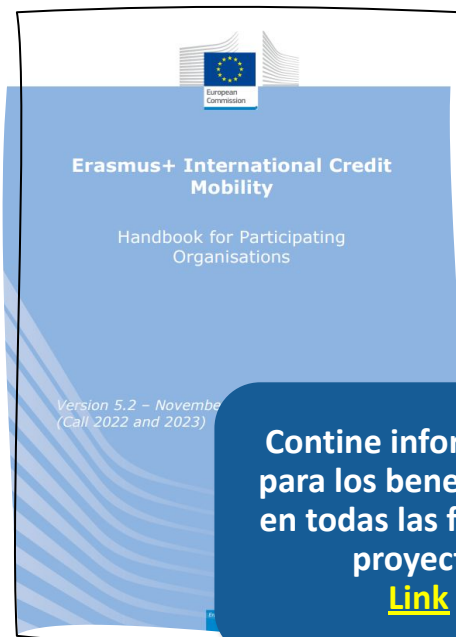 European
Commission
Erasmus+ International Credit
Mobility
Handbook for Participating
Organisations
Version 5.2 – Novembe
(Call 2022 and 2023)
Contine infor
para los bene
en todas las f
proyect
Link